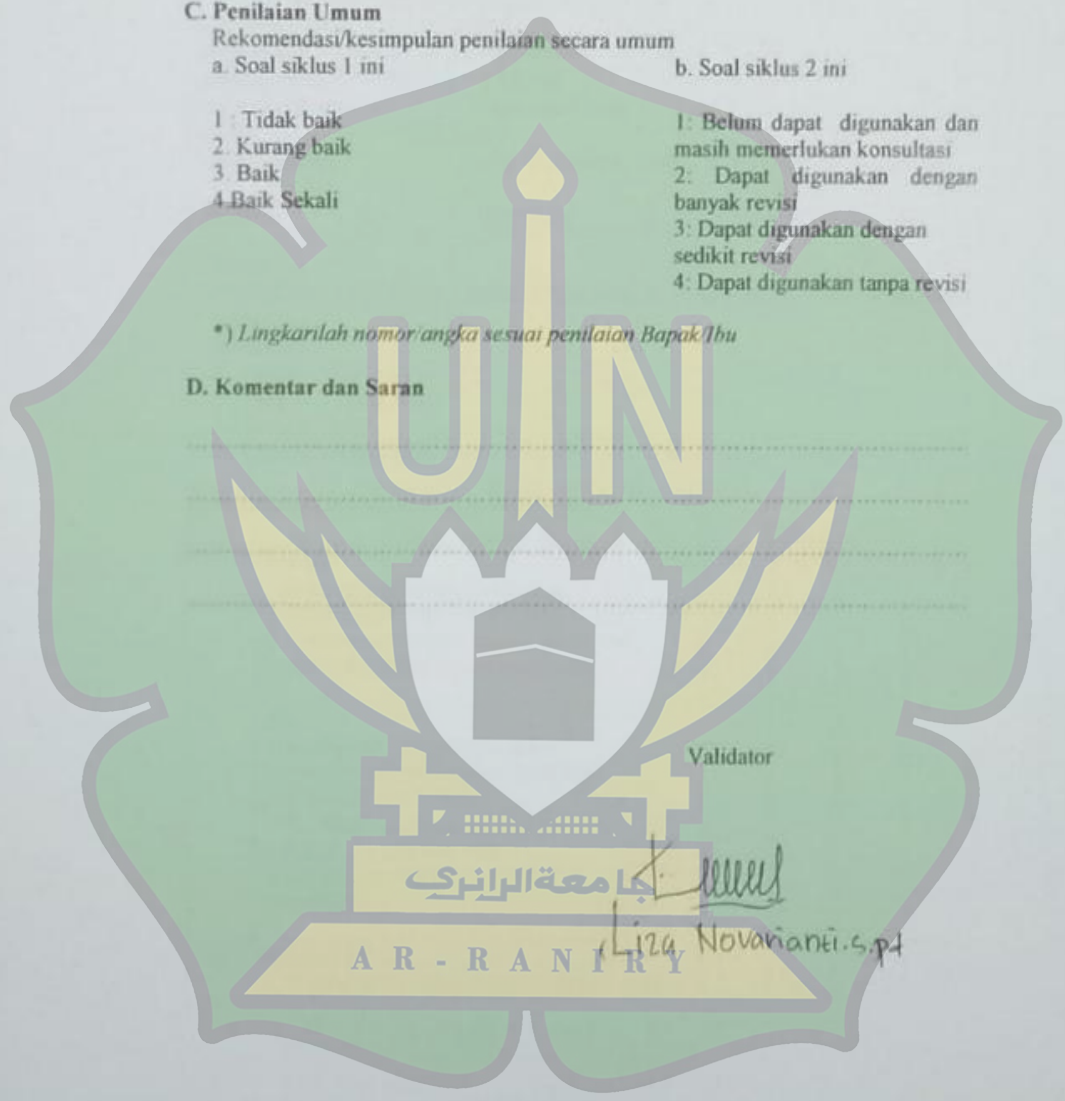 C. Penilaian Umum
Rekomendasi/kesimpulan penilaian secara umum
a. Soal siklus 1 ini
1 : Tidak baik
2. Kurang baik
3. Baik
4.Baik Sekali
b. Soal siklus 2 ini
1: Belum dapat digunakan dan
masih memerlukan konsultasi
2: Dapat digunakan dengan
banyak revisi
3: Dapat digunakan dengan
sedikit revisi
4: Dapat digunakan tanpa revisi
*) Lingkarilah nomor/angka sesuai penilaian Bapak/Ibu
D. Komentar dan Saran
UIN
Validator
جامعة الرانري
Liza Novarianti.S.pd
AR-RANIRY